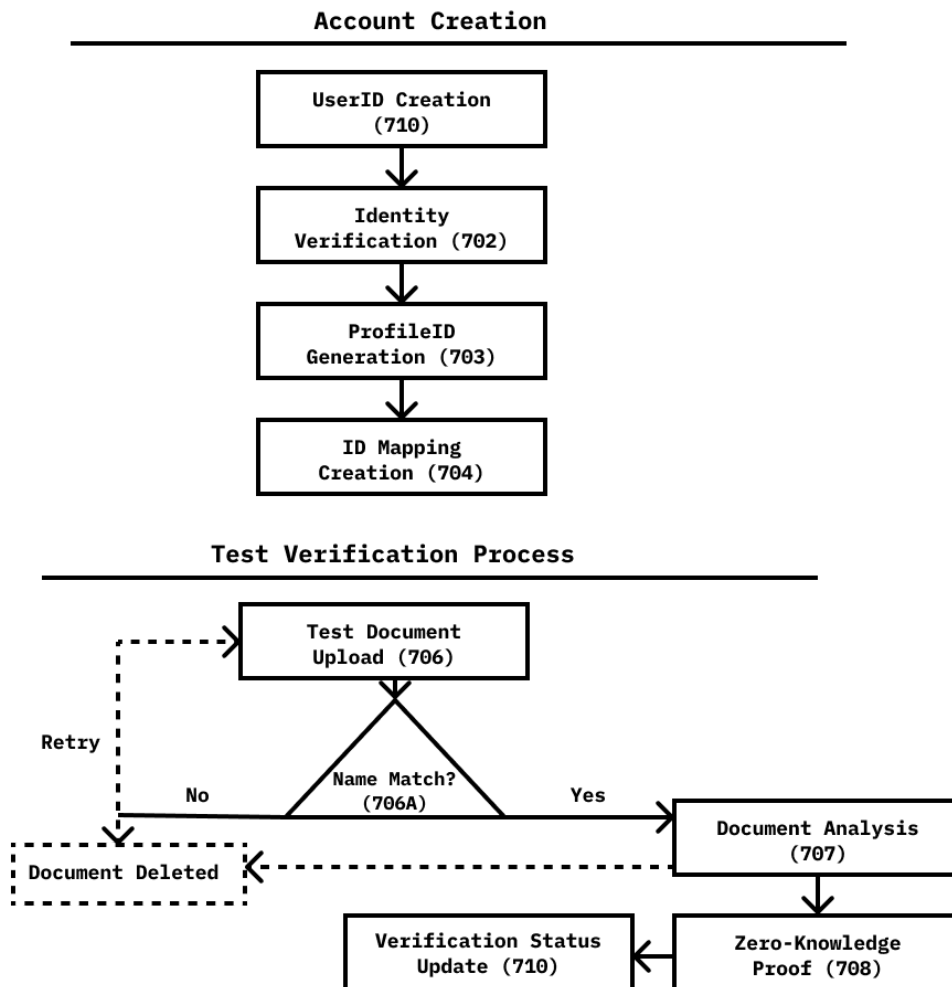 Account Creation
UserID Creation
(710)
Identity
Verification (702)
ProfileID
Generation (703)
ID Mapping
Creation (704)
Test Verification Process
Test Document
Upload (706)
Retry
Name Match?
(706A)
No
Yes
Document Analysis
(707)
Document Deleted
Verification Status
Update (710)
Zero-Knowledge
Proof (708)